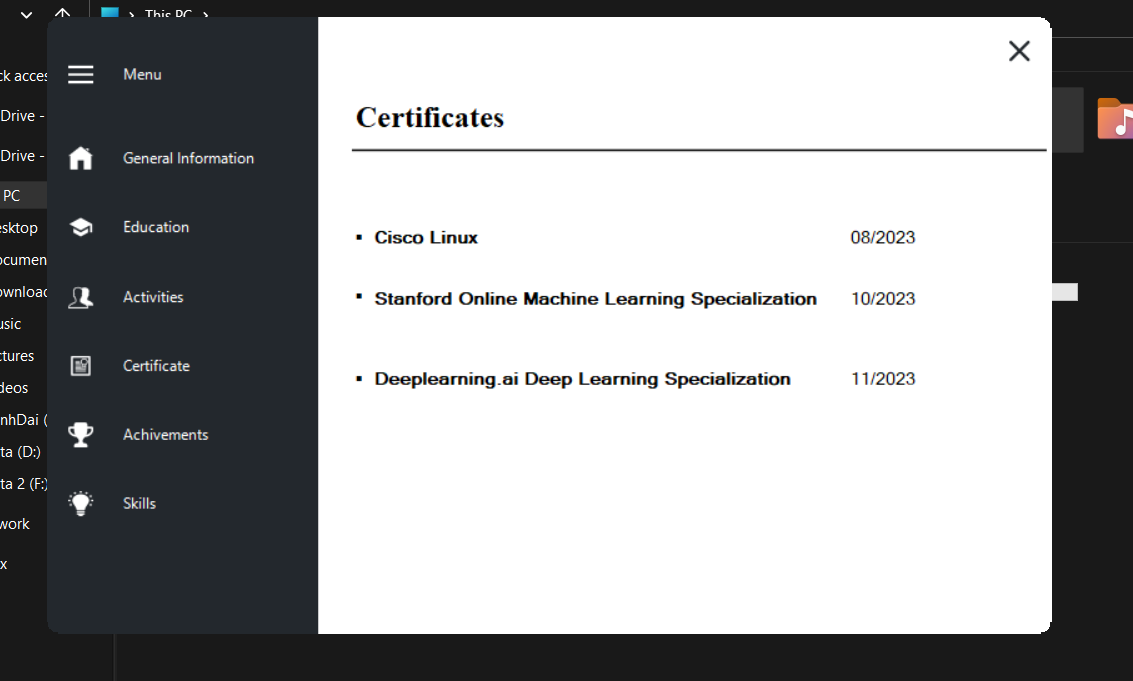 This PC
Menu
General Information
Education
Activities
Certificate
Achivements
Skills
Certificates
Cisco Linux 08/2023
Stanford Online Machine Learning Specialization 10/2023
Deeplearning.ai Deep Learning Specialization 11/2023
ck acces
Drive -
Drive -
PC
esktop
ocumen
ownload
usic
ctures
deos
nhDai (
ta (D:)
ta 2 (F:)
work
x